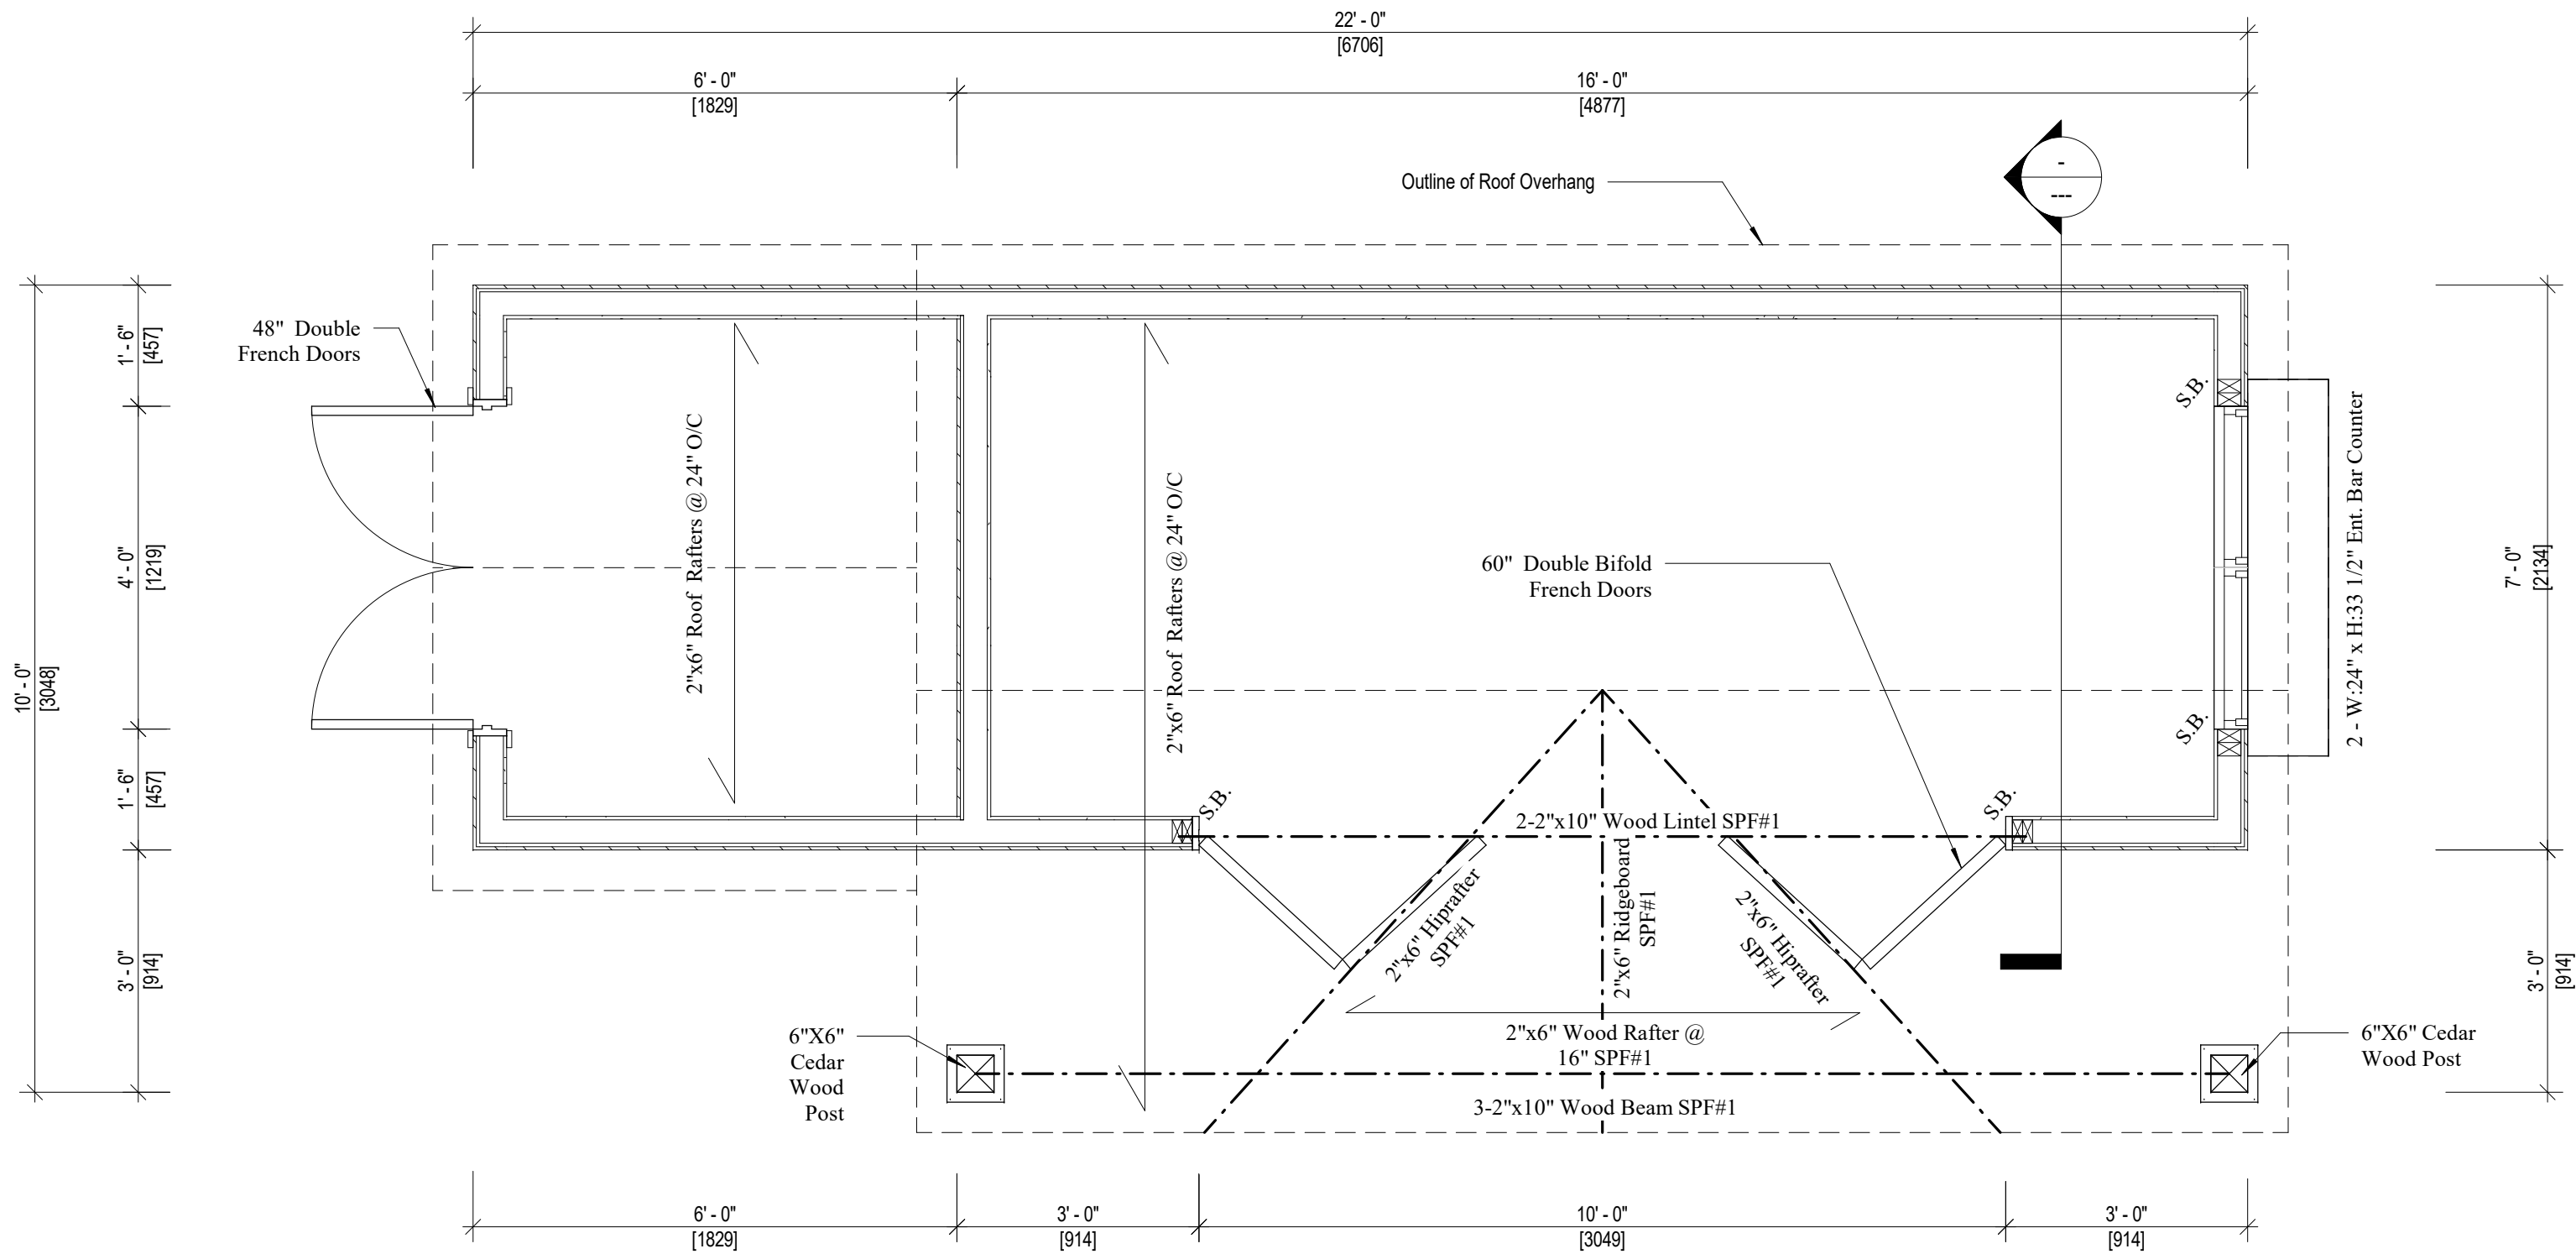 22' - 0"
[6706]
6' - 0"
[1829]
16' - 0"
[4877]
Outline of Roof Overhang
-
---
48" Double
French Doors
1' - 6"
[457]
4' - 0"
[1219]
1' - 6"
[457]
3' - 0"
[914]
10' - 0"
[3048]
2"x6" Roof Rafters @ 24" O/C
2"x6" Roof Rafters @ 24" O/C
60" Double Bifold
French Doors
S.B.
S.B.
S.B.
S.B.
2 - W:24" x H:33 1/2" Ent. Bar Counter
7' - 0"
[2134]
3' - 0"
[914]
2-2"x10" Wood Lintel SPF#1
2"x6" Hiprafter
SPF#1
2"x6" Ridgeboard
SPF#1
2"x6" Hiprafter
SPF#1
2"x6" Wood Rafter @
16" SPF#1
3-2"x10" Wood Beam SPF#1
6"X6"
Cedar
Wood
Post
6"X6" Cedar
Wood Post
6' - 0"
[1829]
3' - 0"
[914]
10' - 0"
[3049]
3' - 0"
[914]